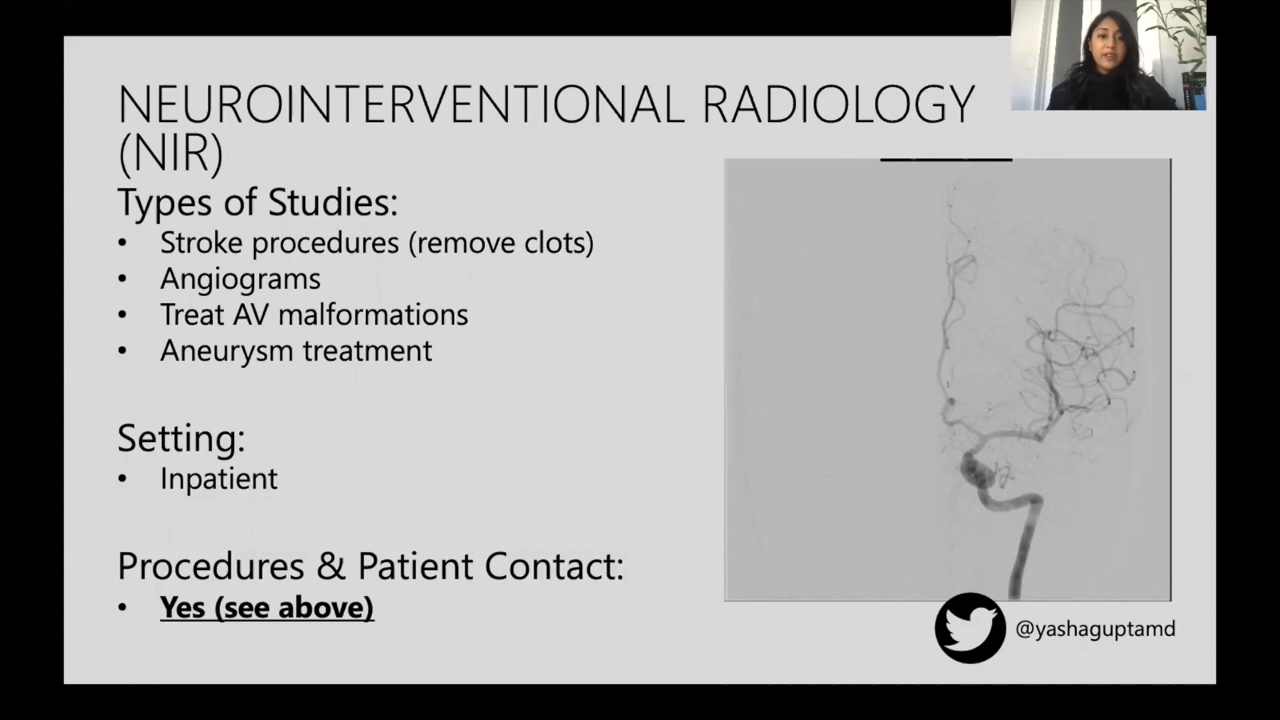 NEUROINTERVENTIONAL RADIOLOGY
(NIR)
Types of Studies:
• Stroke procedures (remove clots)
• Angiograms
• Treat AV malformations
• Aneurysm treatment
Setting:
• Inpatient
Procedures & Patient Contact:
• Yes (see above)
@yashaguptamd